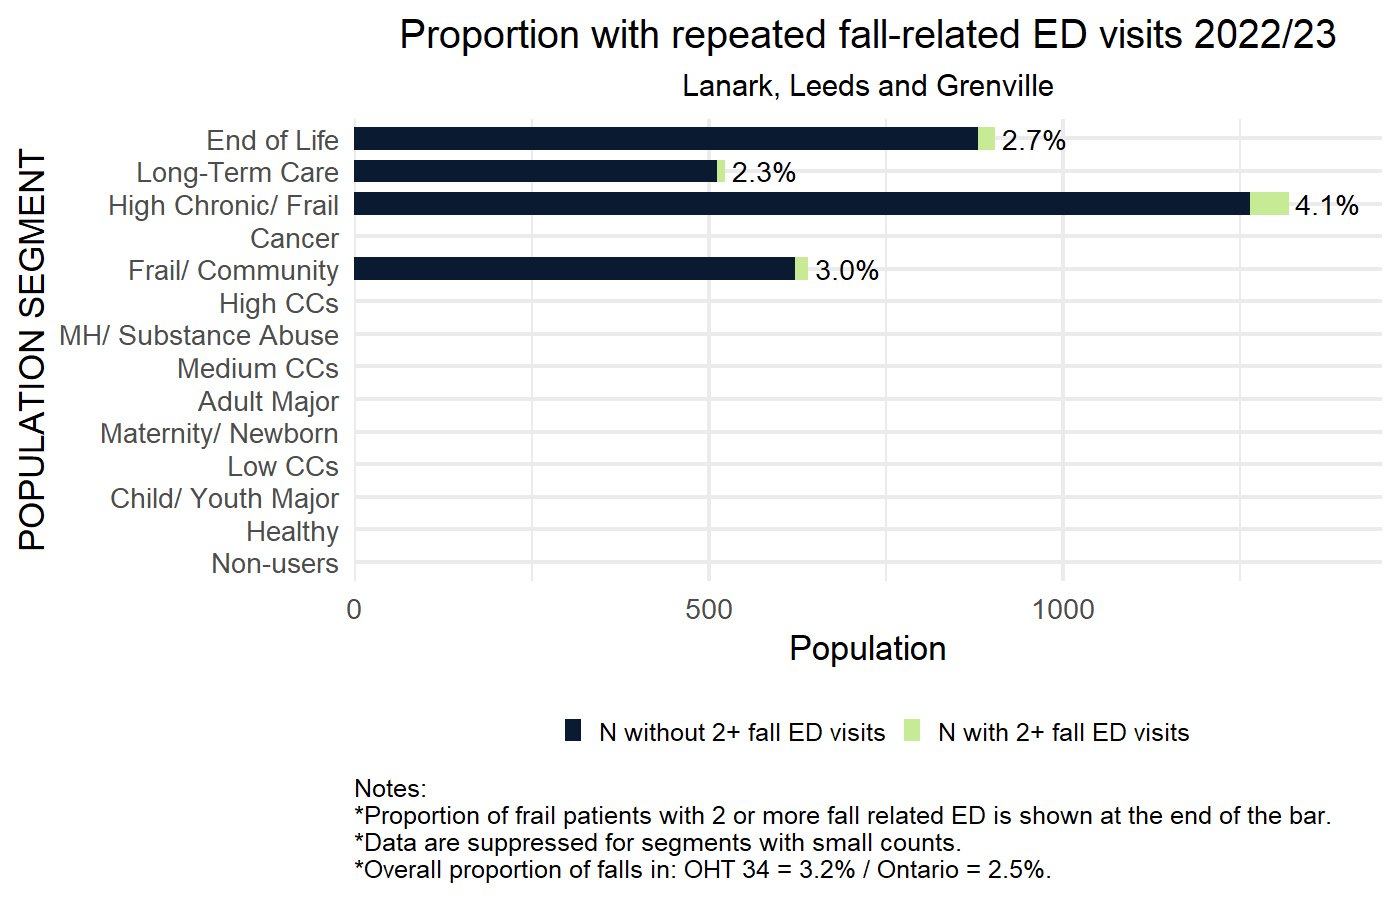 Proportion with repeated fall-related ED visits 2022/23
Lanark, Leeds and Grenville
POPULATION SEGMENT
End of Life 2.7%
Long-Term Care 2.3%
High Chronic/ Frail 4.1%
Cancer
Frail/ Community 3.0%
High CCs
MH/ Substance Abuse
Medium CCs
Adult Major
Maternity/ Newborn
Low CCs
Child/ Youth Major
Healthy
Non-users
0 500 1000
Population
N without 2+ fall ED visits N with 2+ fall ED visits
Notes:
*Proportion of frail patients with 2 or more fall related ED is shown at the end of the bar.
*Data are suppressed for segments with small counts.
*Overall proportion of falls in: OHT 34 = 3.2% / Ontario = 2.5%.